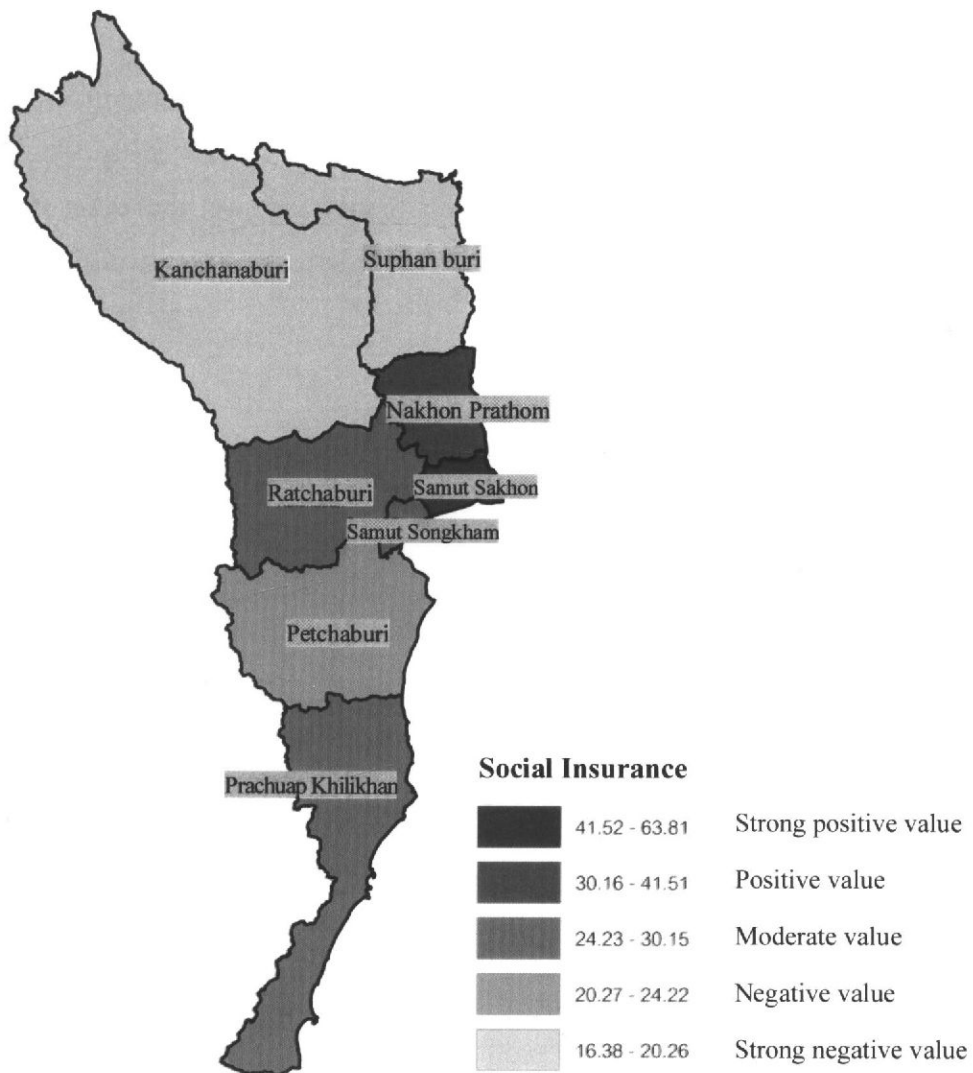 Kanchanaburi
Suphan buri
Nakhon Prathom
Samut Sakhon
Ratchaburi
Samut Songkham
Petchaburi
Prachuap Khilikhan
Social Insurance
41.52 - 63.81 Strong positive value
30.16 - 41.51 Positive value
24.23 - 30.15 Moderate value
20.27 - 24.22 Negative value
16.38 - 20.26 Strong negative value